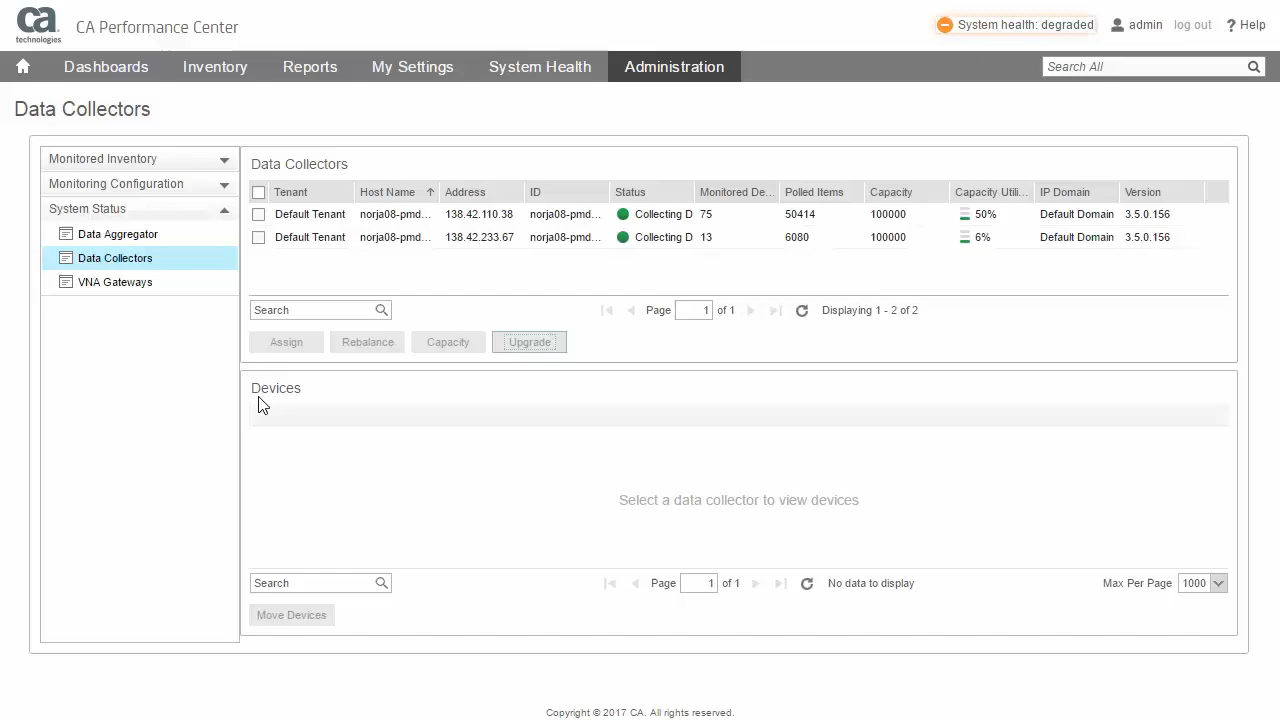 ca
technologies
CA Performance Center
System health: degraded
admin
log out
? Help
Dashboards
Inventory
Reports
My Settings
System Health
Administration
Search All
Data Collectors
Monitored Inventory
Monitoring Configuration
System Status
Data Aggregator
Data Collectors
VNA Gateways
Data Collectors
Tenant Host Name Address ID Status Monitored De... Polled Items Capacity Capacity Utili... IP Domain Version
Default Tenant norja08-pmd... 138.42.110.38 norja08-pmd... Collecting D 75 50414 100000 50% Default Domain 3.5.0.156
Default Tenant norja08-pmd... 138.42.233.67 norja08-pmd... Collecting D 13 6080 100000 6% Default Domain 3.5.0.156
Search Page 1 of 1 Displaying 1 - 2 of 2
Assign Rebalance Capacity Upgrade
Devices
Select a data collector to view devices
Search Page 1 of 1 No data to display Max Per Page 1000
Move Devices
Copyright © 2017 CA. All rights reserved.